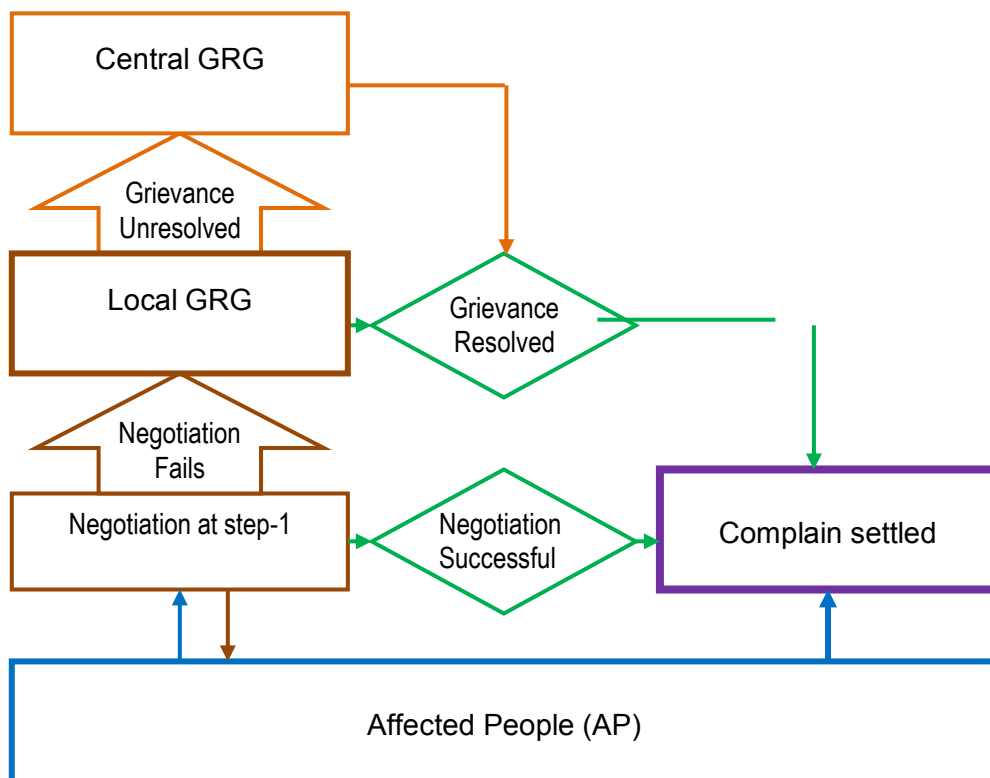 Central GRG
Grievance
Unresolved
Local GRG
Grievance
Resolved
Negotiation
Fails
Negotiation at step-1
Negotiation
Successful
Complain settled
Affected People (AP)